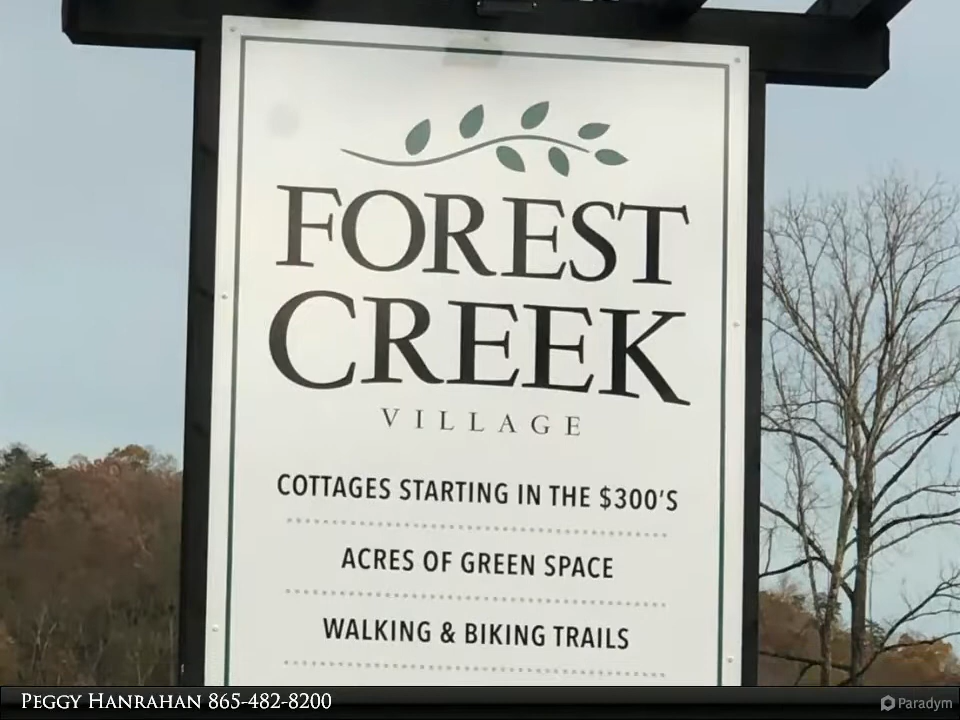 FOREST
CREEK
VILLAGE
COTTAGES STARTING IN THE $300'S
ACRES OF GREEN SPACE
WALKING & BIKING TRAILS
PEGGY HANRAHAN 865-482-8200
Paradym